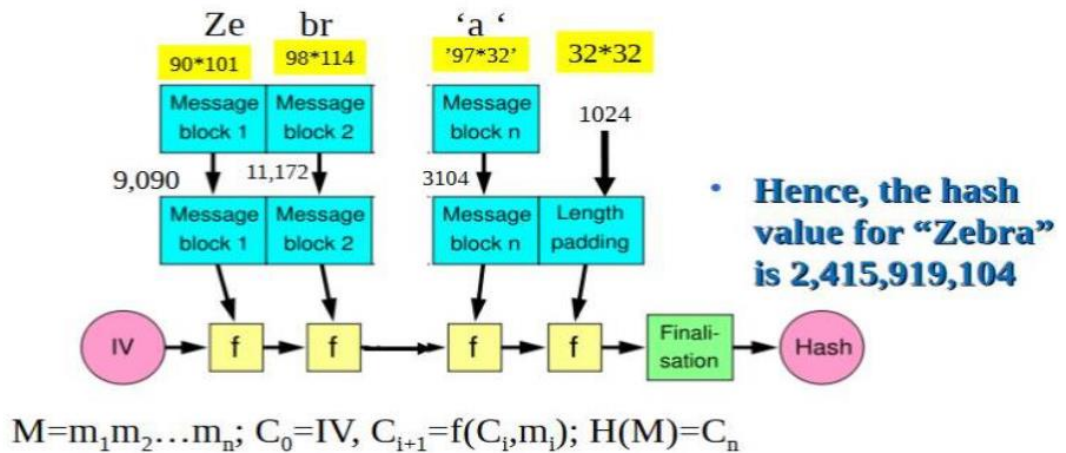 Ze br 'a '
90*101 98*114 '97*32' 32*32
Message block 1 Message block 2 Message block n 1024
9,090 11,172 3104
Message block 1 Message block 2 Message block n Length padding
• Hence, the hash
value for “Zebra”
is 2,415,919,104
IV f f f f Finali-sation Hash
M=m₁m₂…mₙ; C₀=IV, Cᵢ₊₁=f(Cᵢ,mᵢ); H(M)=Cₙ